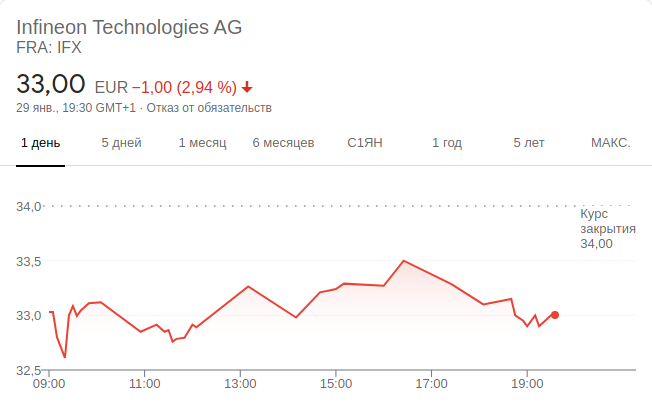 Infineon Technologies AG
FRA: IFX
33,00 EUR −1,00 (2,94 %)
29 янв., 19:30 GMT+1 · Отказ от обязательств
1 день 5 дней 1 месяц 6 месяцев С1ЯН 1 год 5 лет МАКС.
34,0
Курс
закрытия
34,00
33,5
33,0
32,5
09:00 11:00 13:00 15:00 17:00 19:00